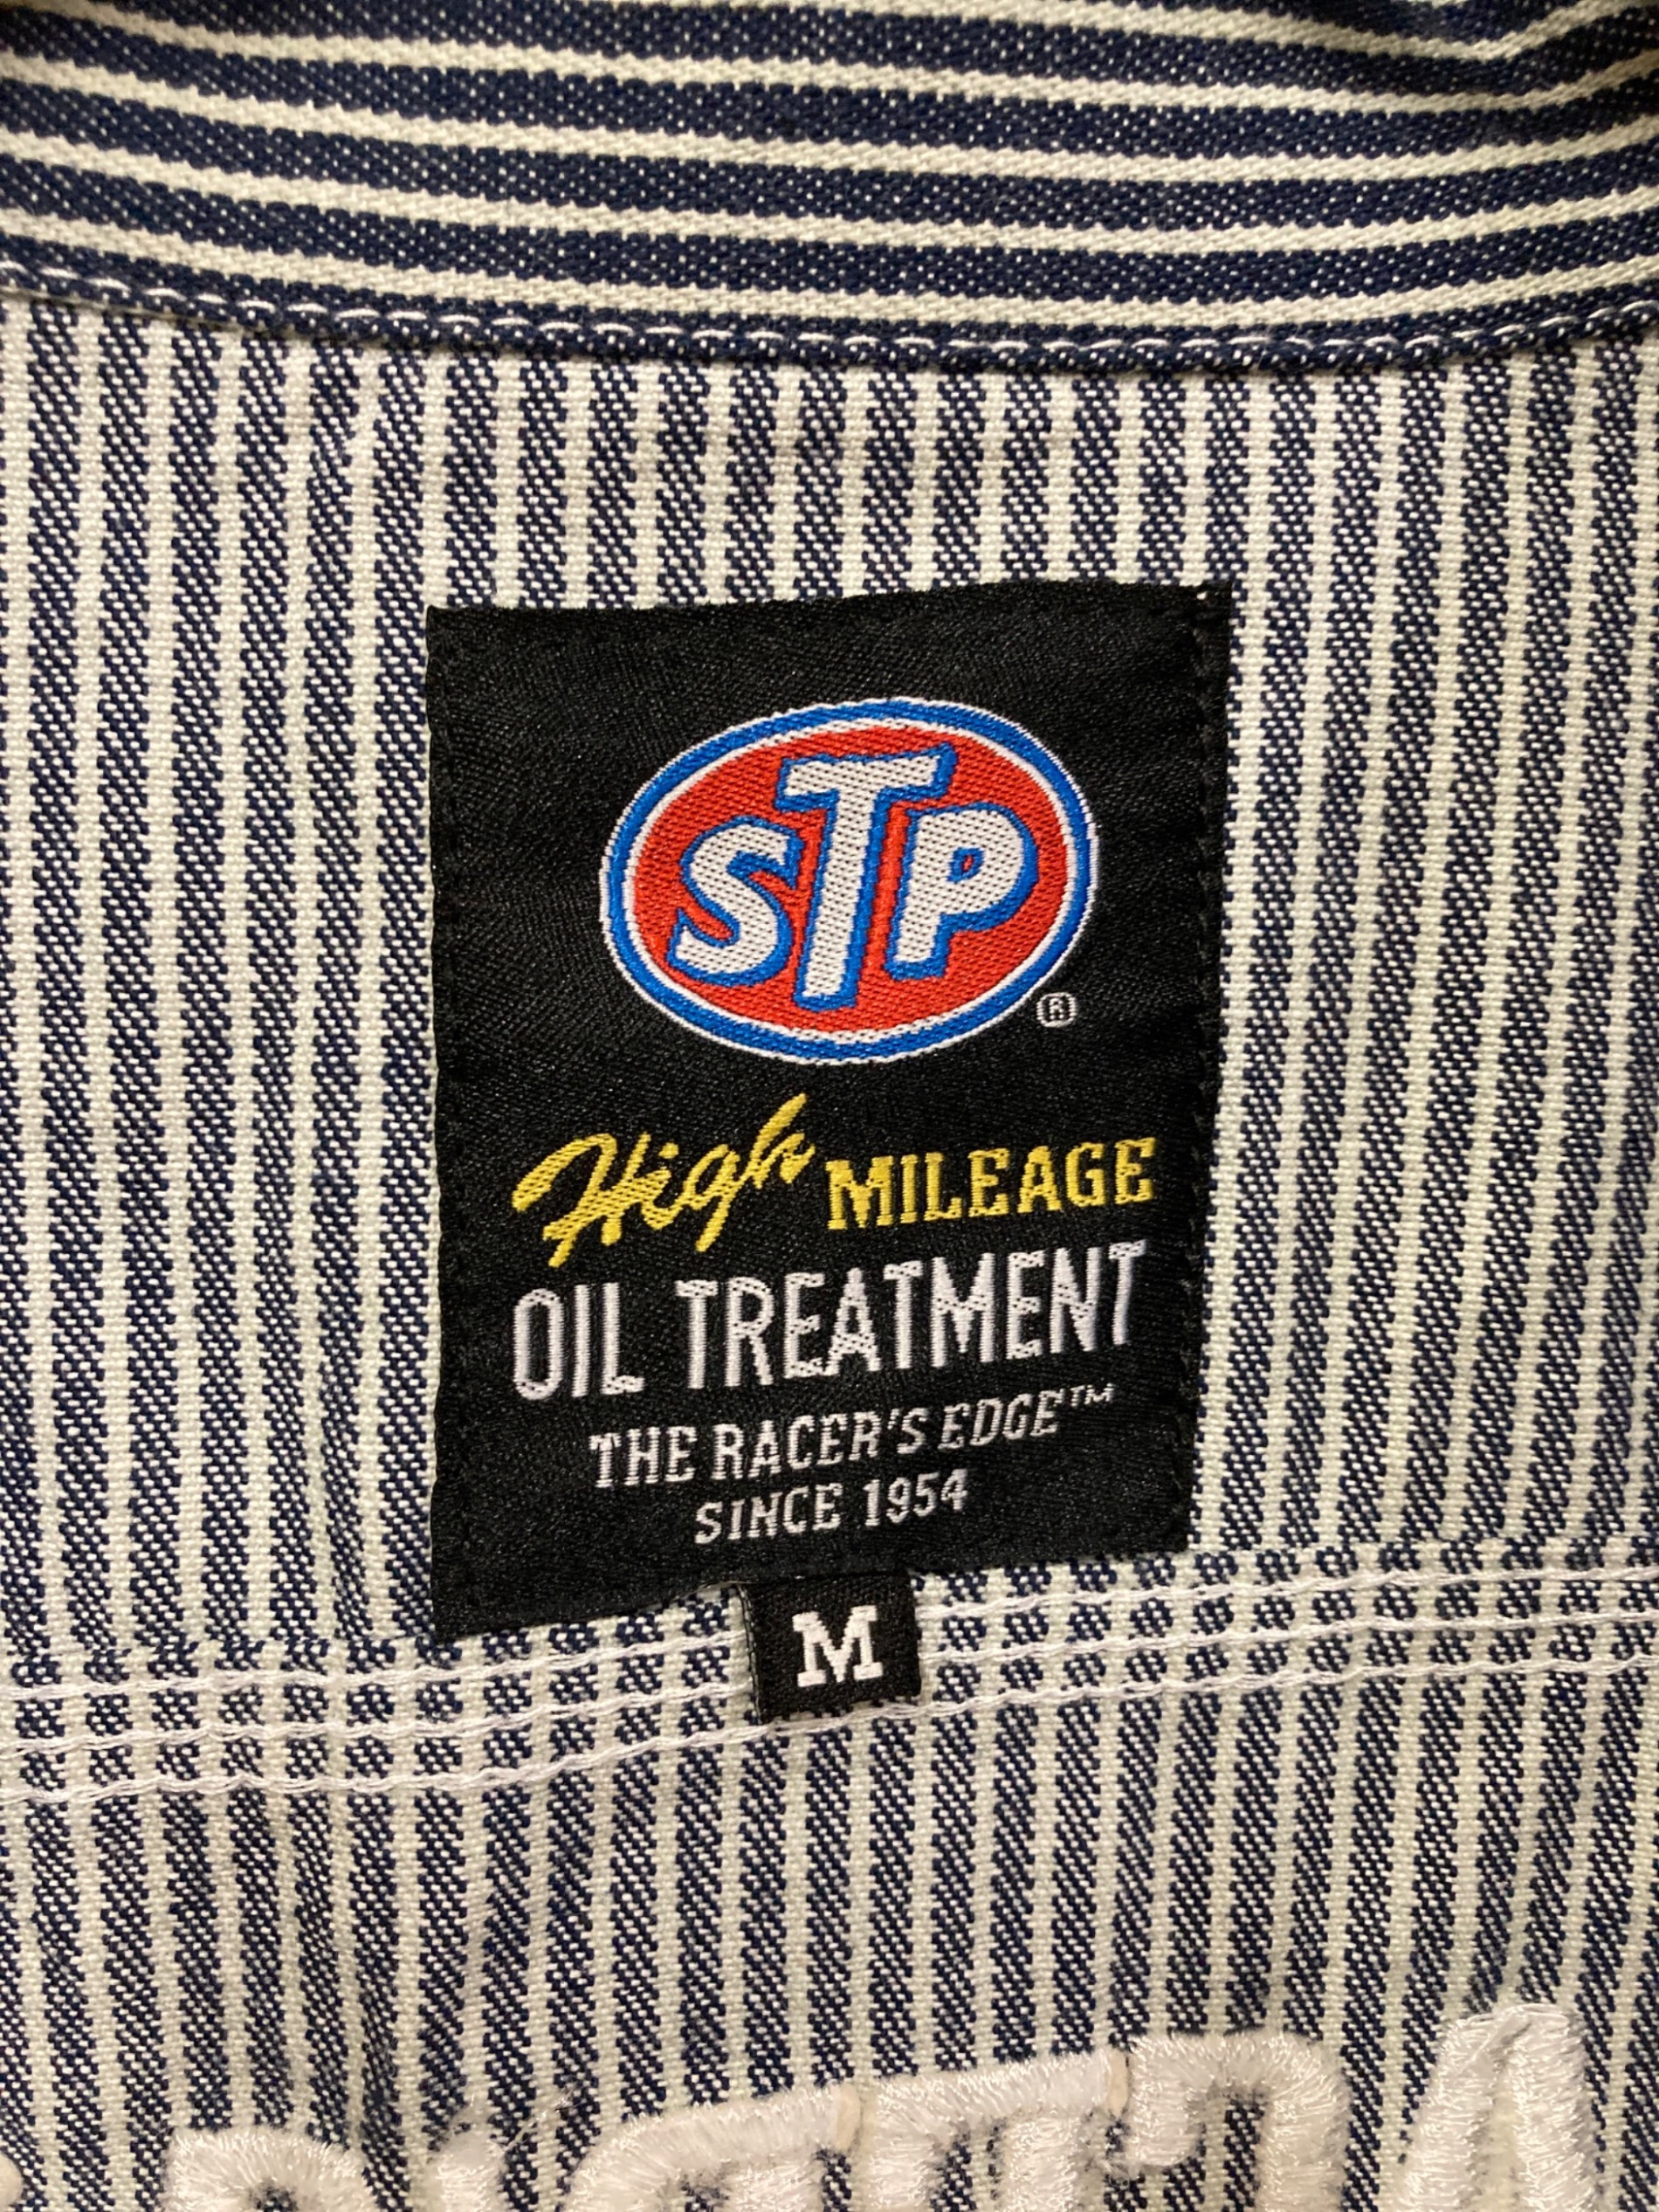 STP
®
High MILEAGE
OIL TREATMENT
THE RACER'S EDGE™
SINCE 1954
M